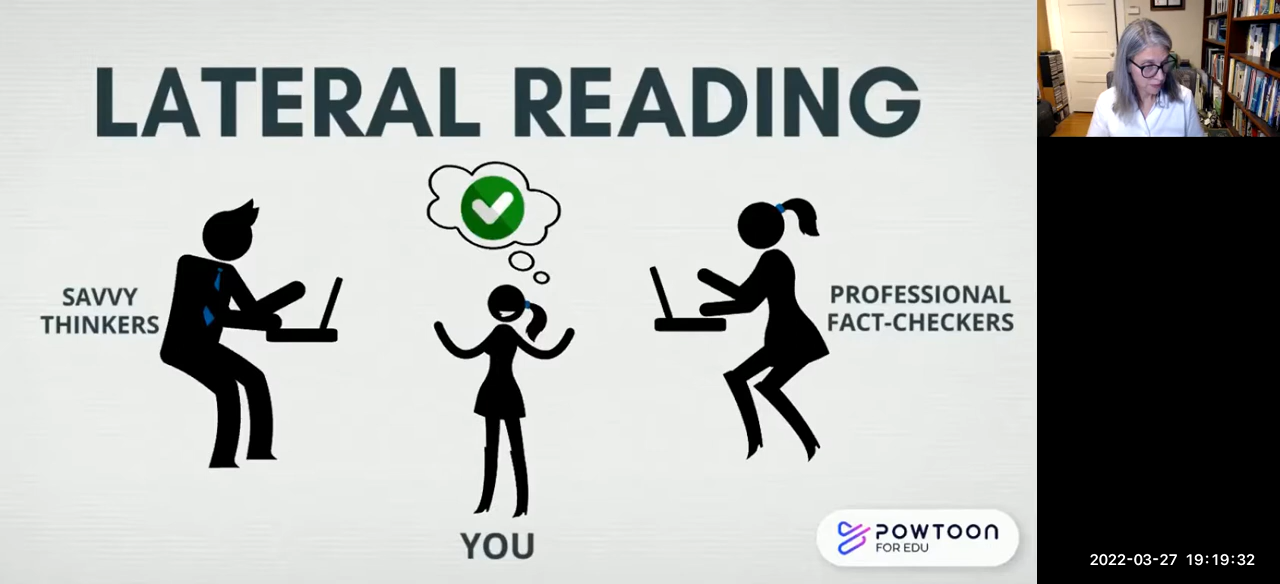 LATERAL READING
SAVVY
THINKERS
PROFESSIONAL
FACT-CHECKERS
YOU
POWTOON
FOR EDU
2022-03-27 19:19:32